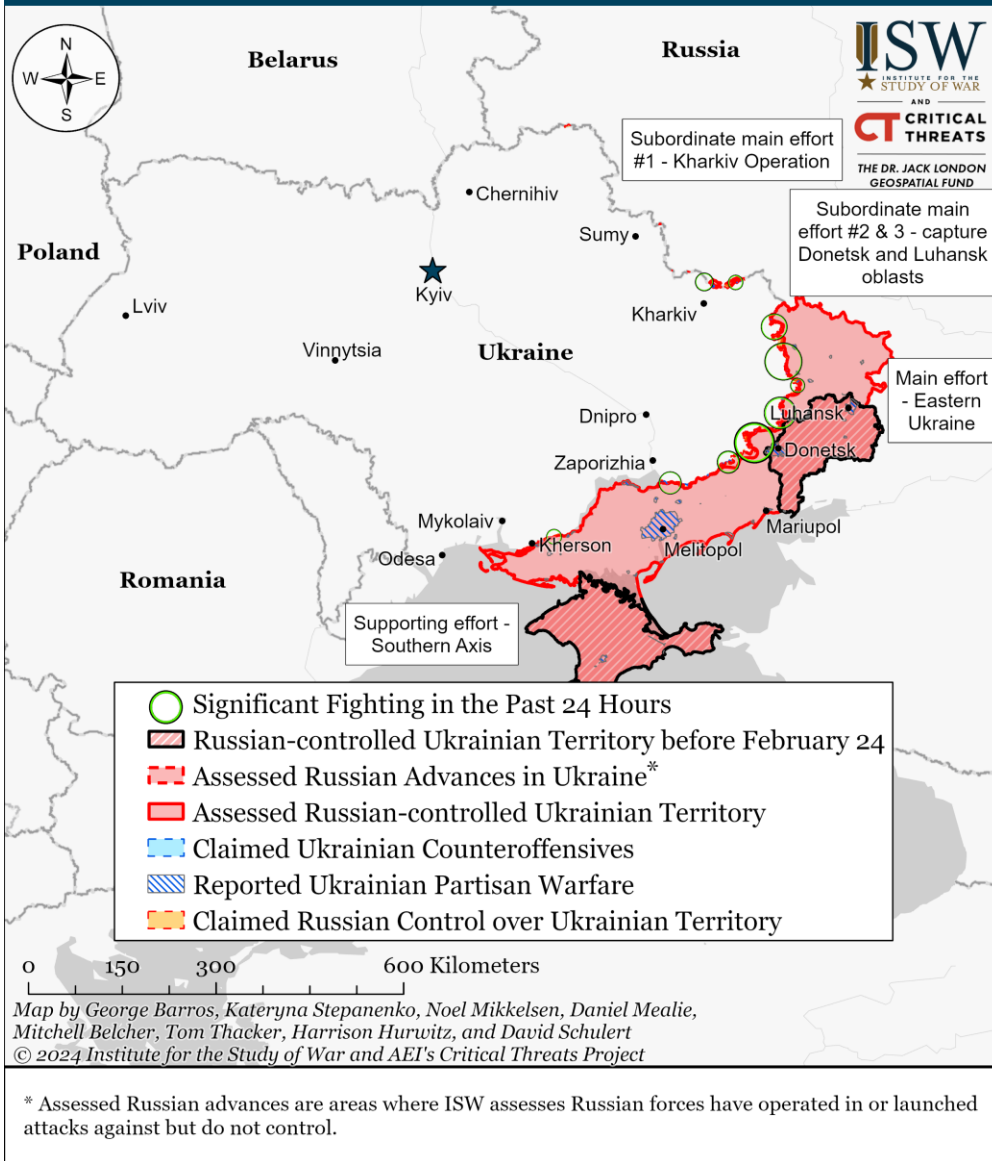 N
W E
S
Belarus
Russia
ISW
INSTITUTE FOR THE
STUDY OF WAR
AND
CT CRITICAL
THREATS
THE DR. JACK LONDON
GEOSPATIAL FUND
Subordinate main effort
#1 - Kharkiv Operation
Subordinate main
effort #2 & 3 - capture
Donetsk and Luhansk
oblasts
Chernihiv
Sumy
Poland
Kyiv
Lviv
Kharkiv
Vinnytsia
Ukraine
Main effort
- Eastern
Ukraine
Dnipro
Luhansk
Donetsk
Zaporizhia
Mykolaiv
Mariupol
Kherson
Odesa
Melitopol
Romania
Supporting effort -
Southern Axis
Significant Fighting in the Past 24 Hours
Russian-controlled Ukrainian Territory before February 24
Assessed Russian Advances in Ukraine*
Assessed Russian-controlled Ukrainian Territory
Claimed Ukrainian Counteroffensives
Reported Ukrainian Partisan Warfare
Claimed Russian Control over Ukrainian Territory
0 150 300 600 Kilometers
Map by George Barros, Kateryna Stepanenko, Noel Mikkelsen, Daniel Mealie,
Mitchell Belcher, Tom Thacker, Harrison Hurwitz, and David Schulert
© 2024 Institute for the Study of War and AEI's Critical Threats Project
* Assessed Russian advances are areas where ISW assesses Russian forces have operated in or launched
attacks against but do not control.